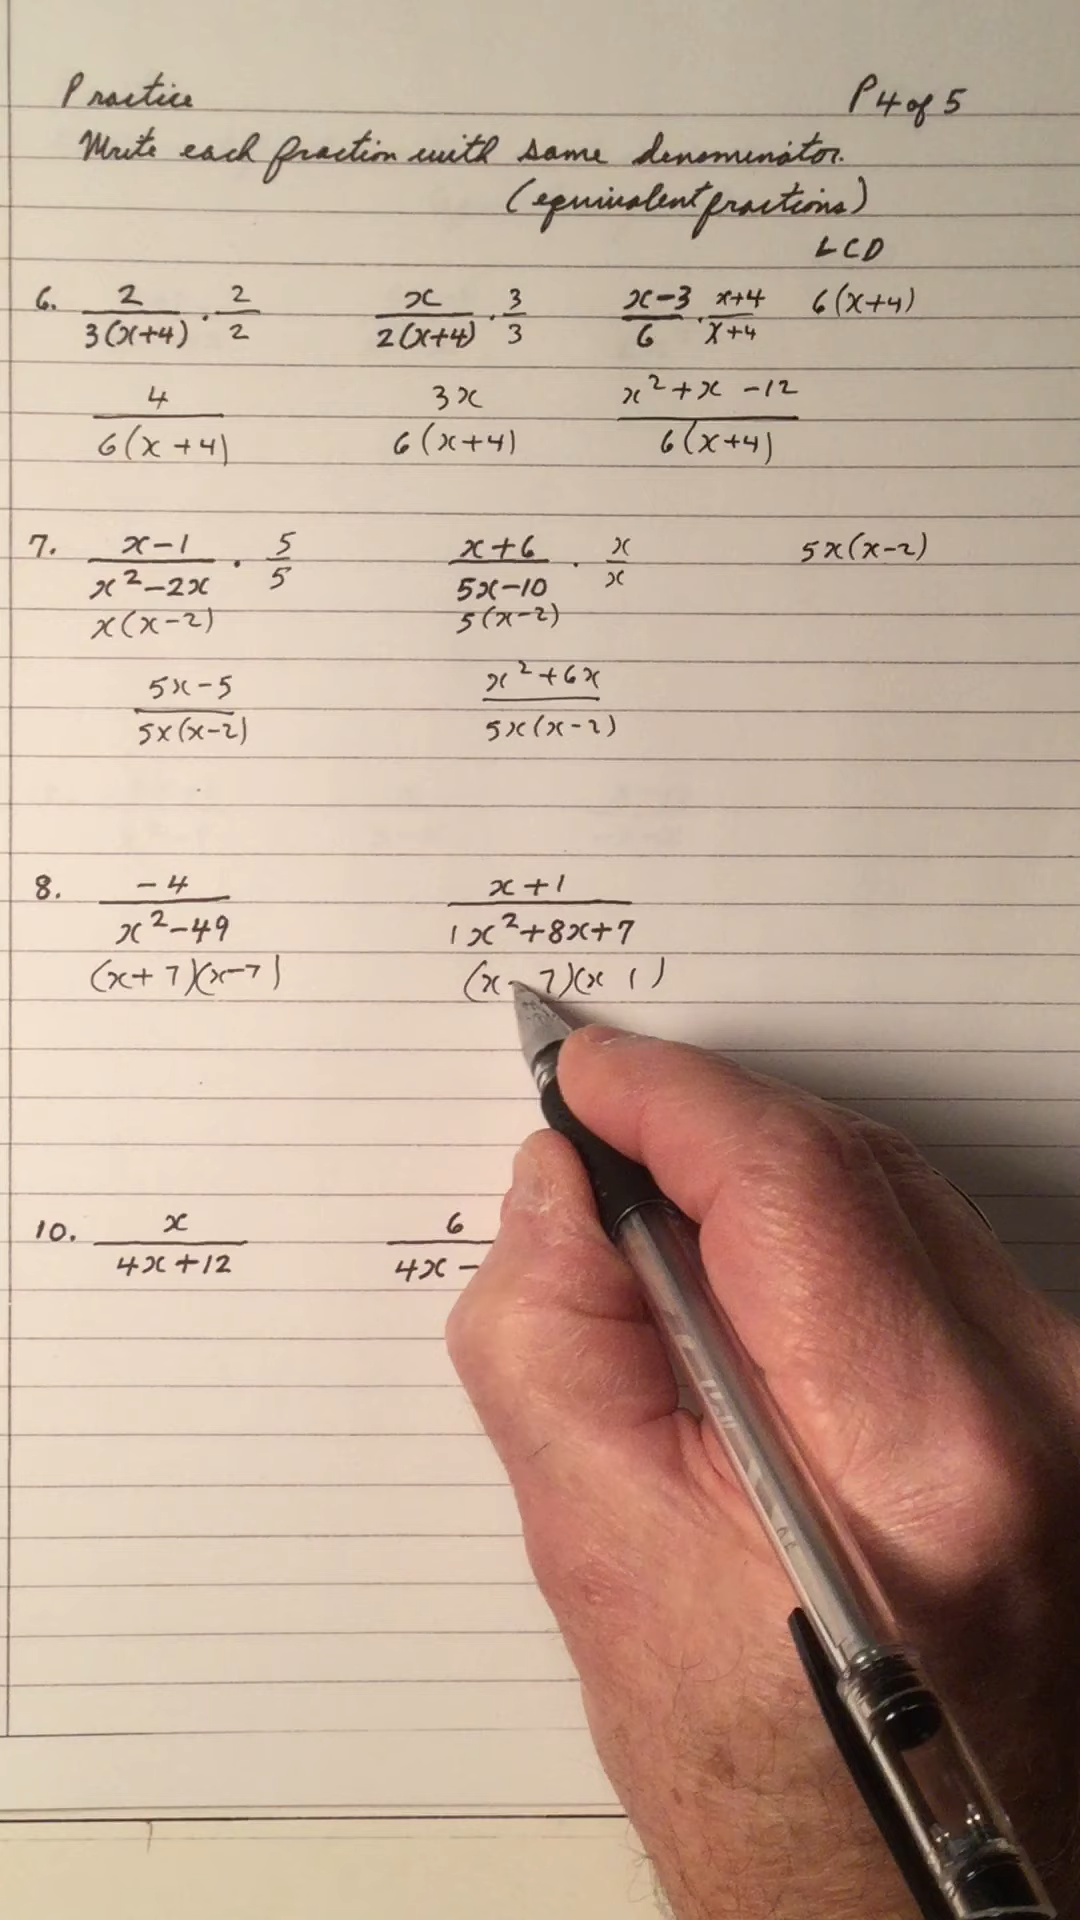 Practice P 4 of 5
Write each fraction with same denominator.
(equivalent fractions)
LCD
6. 2/3(x+4) · 2/2 x/2(x+4) · 3/3 x-3/6 · x+4/x+4 6(x+4)
4/6(x+4) 3x/6(x+4) x²+x-12/6(x+4)
7. x-1/x²-2x · 5/5 x+6/5x-10 · x/x 5x(x-2)
x(x-2) 5(x-2)
5x-5/5x(x-2) x²+6x/5x(x-2)
8. -4/x²-49 x+1/1x²+8x+7
(x+7)(x-7) (x 7)(x 1)
10. x/4x+12 6/4x-